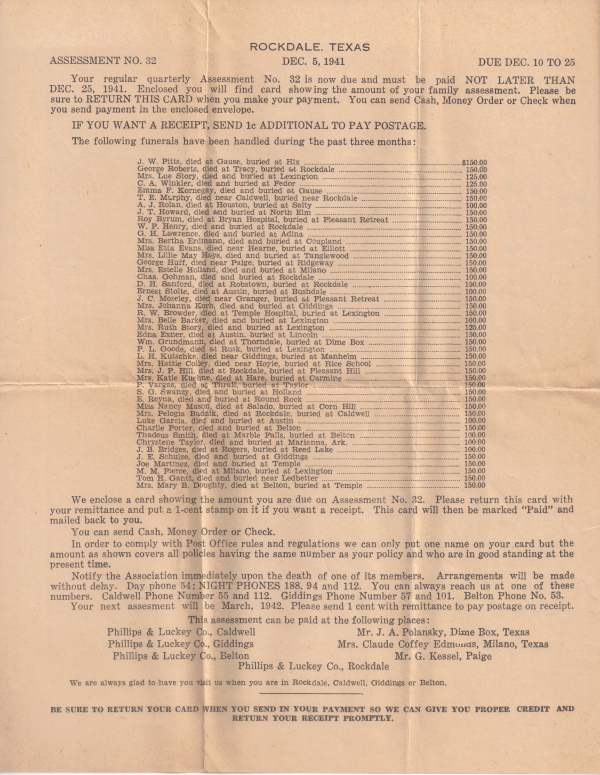 ROCKDALE, TEXAS
ASSESSMENT NO. 32 DEC. 5, 1941 DUE DEC. 10 TO 25
Your regular quarterly Assessment No. 32 is now due and must be paid NOT LATER THAN
DEC. 25, 1941. Enclosed you will find card showing the amount of your family assessment. Please be
sure to RETURN THIS CARD when you make your payment. You can send Cash, Money Order or Check when
you send payment in the enclosed envelope.
IF YOU WANT A RECEIPT, SEND 1c ADDITIONAL TO PAY POSTAGE.
The following funerals have been handled during the past three months:
J. W. Pitts, died at Gause, buried at Hix $150.00
George Roberts, died at Tracy, buried at Rockdale 150.00
Mrs. Loe Story, died and buried at Lexington 125.00
C. A. Winkler, died and buried at Fedor 125.00
Emma F. Kornegay, died and buried at Gause 150.00
T. E. Murphy, died near Caldwell, buried near Rockdale 150.00
A. J. Rolan, died at Houston, buried at Salty 100.00
J. T. Howard, died and buried at North Elm 150.00
Roy Byrum, died at Bryan Hospital, buried at Pleasant Retreat 150.00
W. P. Henry, died and buried at Rockdale 150.00
G. H. Lawrence, died and buried at Adina 150.00
Mrs. Bertha Erdmann, died and buried at Coupland 150.00
Miss Etta Evans, died near Hearne, buried at Elliott 150.00
Mrs. Lillie May Hays, died and buried at Tanglewood 150.00
George Huff, died near Paige, buried at Ridgeway 150.00
Mrs. Estelle Holland, died and buried at Milano 150.00
Chas. Gohman, died and buried at Rockdale 100.00
D. H. Sanford, died at Robstown, buried at Rockdale 150.00
Ernest Stolte, died at Austin, buried at Bushdale 100.00
J. C. Moseley, died near Granger, buried at Pleasant Retreat 150.00
Mrs. Johanna Korb, died and buried at Giddings 150.00
R. W. Browder, died at Temple Hospital, buried at Lexington 150.00
Mrs. Belle Barker, died and buried at Lexington 100.00
Mrs. Ruth Story, died and buried at Lexington 125.00
Edna Exner, died at Austin, buried at Lincoln 150.00
Wm. Grundmann, died at Thorndale, buried at Dime Box 150.00
P. L. Goode, died at Rusk, buried at Lexington 150.00
L. H. Kutschke, died near Giddings, buried at Manheim 150.00
Mrs. Hattie Colley, died near Hoyle, buried at Rice School 150.00
Mrs. J. P. Hill, died at Rockdale, buried at Pleasant Hill 150.00
Mrs. Katie died at Hare, buried at Carmine 150.00
P. Vargas, died at Thrall, buried at Taylor 150.00
S. G. Swanzy, died and buried at Holland 150.00
E. Reyna, died and buried at Round Rock 150.00
Miss Nancy Mason, died at Salado, buried at Corn Hill 150.00
Mrs. Pelogia died at Rockdale, buried at Caldwell 150.00
Luke Garcia, died and buried at Austin 100.00
Charlie Porter, died and buried at Belton 150.00
Thadeus Smith, died at Marble Falls, buried at Belton 100.00
Chrystene Tayler, died and buried at Marianna, Ark. 100.00
J. B. Bridges, died at Rogers, buried at Reed Lake 100.00
J. E. Schulze, died and buried at Giddings 150.00
Joe Martinez, died and buried at Temple 150.00
M. M. Pierce, died at Milano, buried at Lexington 150.00
Tom H. Gantt, died and buried near Ledbetter 150.00
Mrs. Mary B. Doughty, died at Belton, buried at Temple 150.00
We enclose a card showing the amount you are due on Assessment No. 32. Please return this card with
your remittance and put a 1-cent stamp on it if you want a receipt. This card will then be marked "Paid" and
mailed back to you.
You can send Cash, Money Order or Check.
In order to comply with Post Office rules and regulations we can only put one name on your card but the
amount as shown covers all policies having the same number as your policy and who are in good standing at the
present time.
Notify the Association immediately upon the death of one of its members. Arrangements will be made
without delay. Day phone 54; NIGHT PHONES 188, 94 and 112. You can always reach us at one of these
numbers. Caldwell Phone Number 55 and 112. Giddings Phone Number 57 and 101. Belton Phone No. 53.
Your next assesment will be March, 1942. Please send 1 cent with remittance to pay postage on receipt.
This assessment can be paid at the following places:
Phillips & Luckey Co., Caldwell Mr. J. A. Polansky, Dime Box, Texas
Phillips & Luckey Co., Giddings Mrs. Claude Coffey Edmonds, Milano, Texas
Phillips & Luckey Co., Belton Mr. G. Kessel, Paige
Phillips & Luckey Co., Rockdale
We are always glad to have you visit us when you are in Rockdale, Caldwell, Giddings or Belton.
BE SURE TO RETURN YOUR CARD WHEN YOU SEND IN YOUR PAYMENT SO WE CAN GIVE YOU PROPER CREDIT AND
RETURN YOUR RECEIPT PROMPTLY.